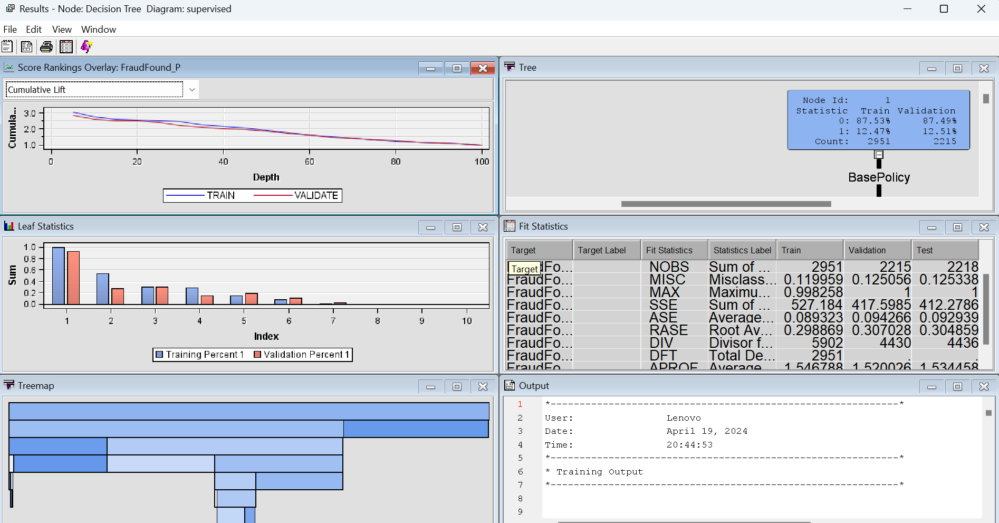 Results - Node: Decision Tree  Diagram: supervised
File Edit View Window
Score Rankings Overlay: FraudFound_P
Cumulative Lift
Cumula...
3.0
2.0
1.0
0 20 40 60 80 100
Depth
TRAIN VALIDATE
Tree
Node Id: 1
Statistic Train Validation
0: 87.53% 87.49%
1: 12.47% 12.51%
Count: 2951 2215
BasePolicy
Leaf Statistics
Sum
1.0
0.8
0.6
0.4
0.2
0.0
1 2 3 4 5 6 7 8 9 10
Index
Training Percent 1 Validation Percent 1
Fit Statistics
Target Target Label Fit Statistics Statistics Label Train Validation Test
Target
FraudFo... NOBS Sum of ... 2951 2215 2218
FraudFo... MISC Misclass... 0.119959 0.125056 0.125338
FraudFo... MAX Maximu... 0.998258 1 1
FraudFo... SSE Sum of ... 527.184 417.5985 412.2786
FraudFo... ASE Average... 0.089323 0.094266 0.092939
FraudFo... RASE Root Av... 0.298869 0.307028 0.304859
FraudFo... DIV Divisor f... 5902 4430 4436
FraudFo... DFT Total De... 2951 . .
FraudFo... APROF Average... 1.546788 1.520026 1.534458
Treemap
Output
1 *------------------------------------------------------------*
2 User: Lenovo
3 Date: April 19, 2024
4 Time: 20:44:53
5 *------------------------------------------------------------*
6 * Training Output
7 *------------------------------------------------------------*
8
9